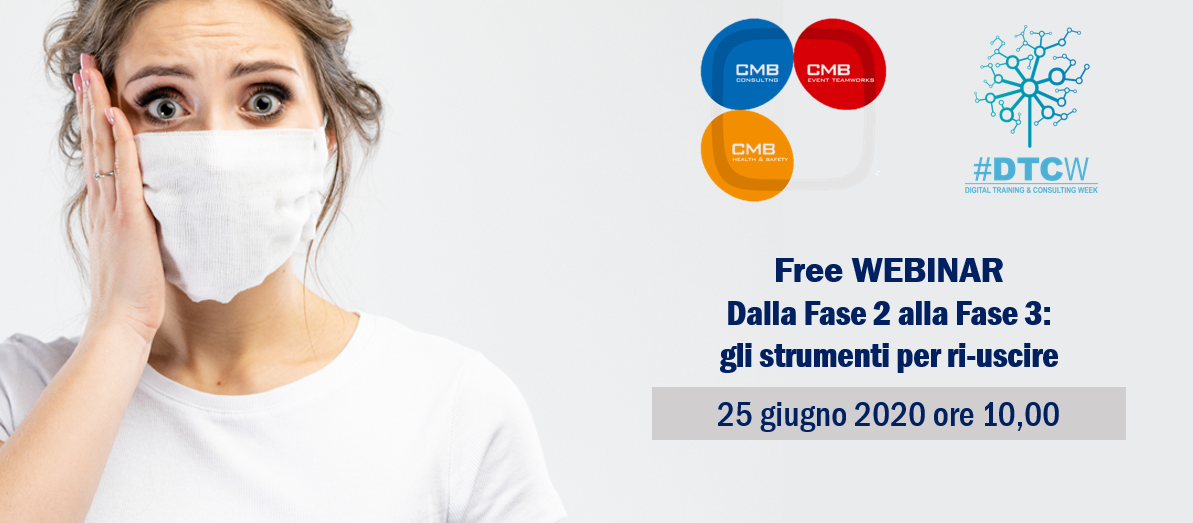 CMB
CONSULTNG
CMB
EVENT TEAMWORKS
CMB
HEALTH & SAFETY
#DTCW
DIGITAL TRAINING & CONSULTING WEEK
Free WEBINAR
Dalla Fase 2 alla Fase 3:
gli strumenti per ri-uscire
25 giugno 2020 ore 10,00